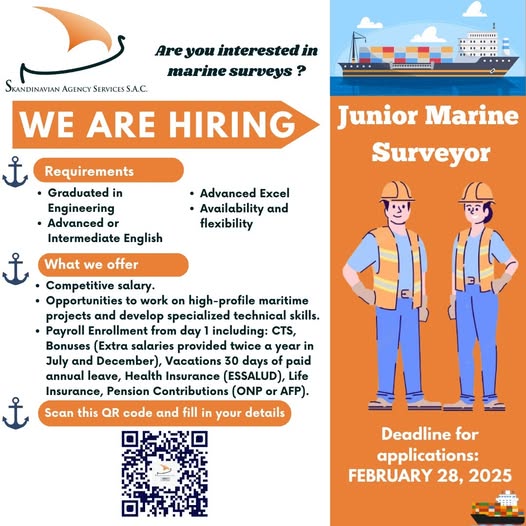 SKANDINAVIAN AGENCY SERVICES S.A.C.
Are you interested in
marine surveys ?
WE ARE HIRING
Requirements
• Graduated in
Engineering
• Advanced or
Intermediate English
• Advanced Excel
• Availability and
flexibility
What we offer
• Competitive salary.
• Opportunities to work on high-profile maritime
projects and develop specialized technical skills.
• Payroll Enrollment from day 1 including: CTS,
Bonuses (Extra salaries provided twice a year in
July and December), Vacations 30 days of paid
annual leave, Health Insurance (ESSALUD), Life
Insurance, Pension Contributions (ONP or AFP).
Scan this QR code and fill in your details
Junior Marine
Surveyor
Deadline for
applications:
FEBRUARY 28, 2025